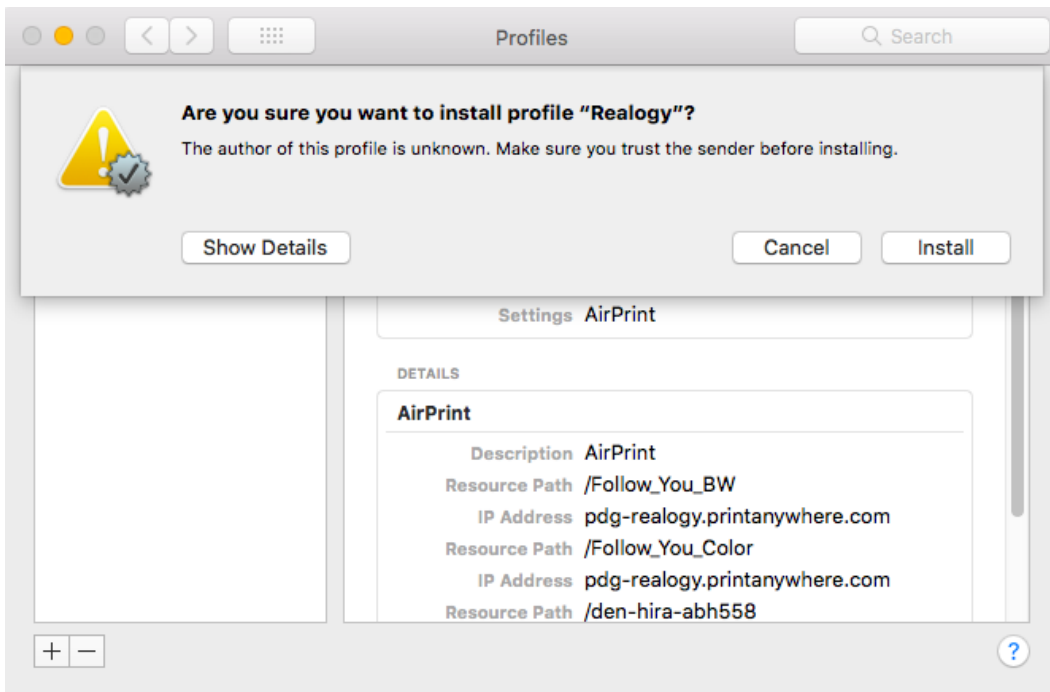 Profiles
Search
Are you sure you want to install profile “Realogy”?
The author of this profile is unknown. Make sure you trust the sender before installing.
Show Details
Cancel
Install
Settings AirPrint
DETAILS
AirPrint
Description AirPrint
Resource Path /Follow_You_BW
IP Address pdg-realogy.printanywhere.com
Resource Path /Follow_You_Color
IP Address pdg-realogy.printanywhere.com
Resource Path /den-hira-abh558
+ − ?